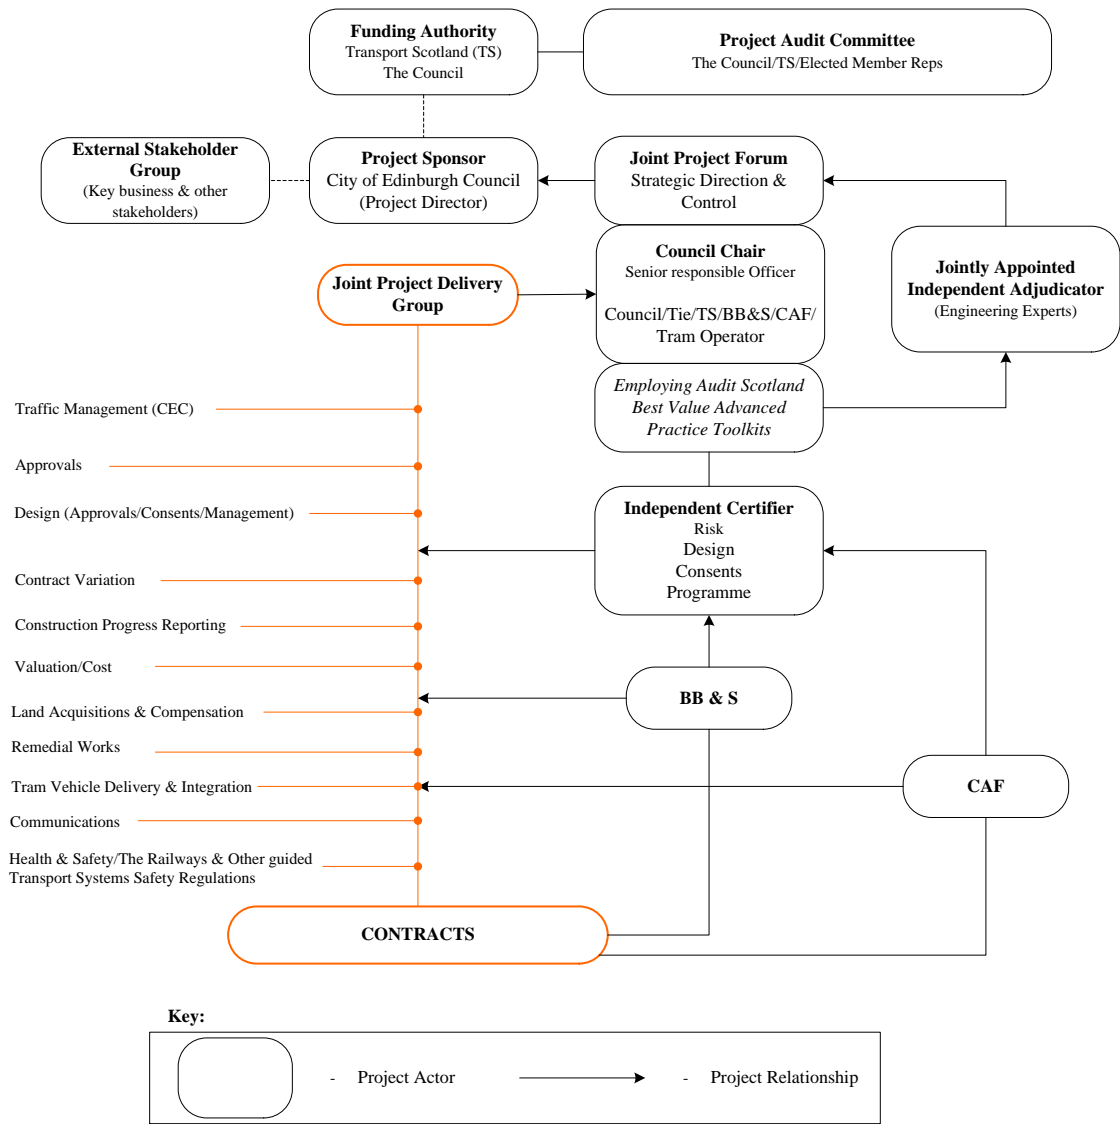 Funding Authority
Transport Scotland (TS)
The Council
Project Audit Committee
The Council/TS/Elected Member Reps
External Stakeholder
Group
(Key business & other
stakeholders)
Project Sponsor
City of Edinburgh Council
(Project Director)
Joint Project Forum
Strategic Direction &
Control
Council Chair
Senior responsible Officer
Council/Tie/TS/BB&S/CAF/
Tram Operator
Jointly Appointed
Independent Adjudicator
(Engineering Experts)
Joint Project Delivery
Group
Employing Audit Scotland
Best Value Advanced
Practice Toolkits
Traffic Management (CEC)
Approvals
Design (Approvals/Consents/Management)
Independent Certifier
Risk
Design
Consents
Programme
Contract Variation
Construction Progress Reporting
Valuation/Cost
BB & S
Land Acquisitions & Compensation
Remedial Works
Tram Vehicle Delivery & Integration
CAF
Communications
Health & Safety/The Railways & Other guided
Transport Systems Safety Regulations
CONTRACTS
Key:
- Project Actor
- Project Relationship